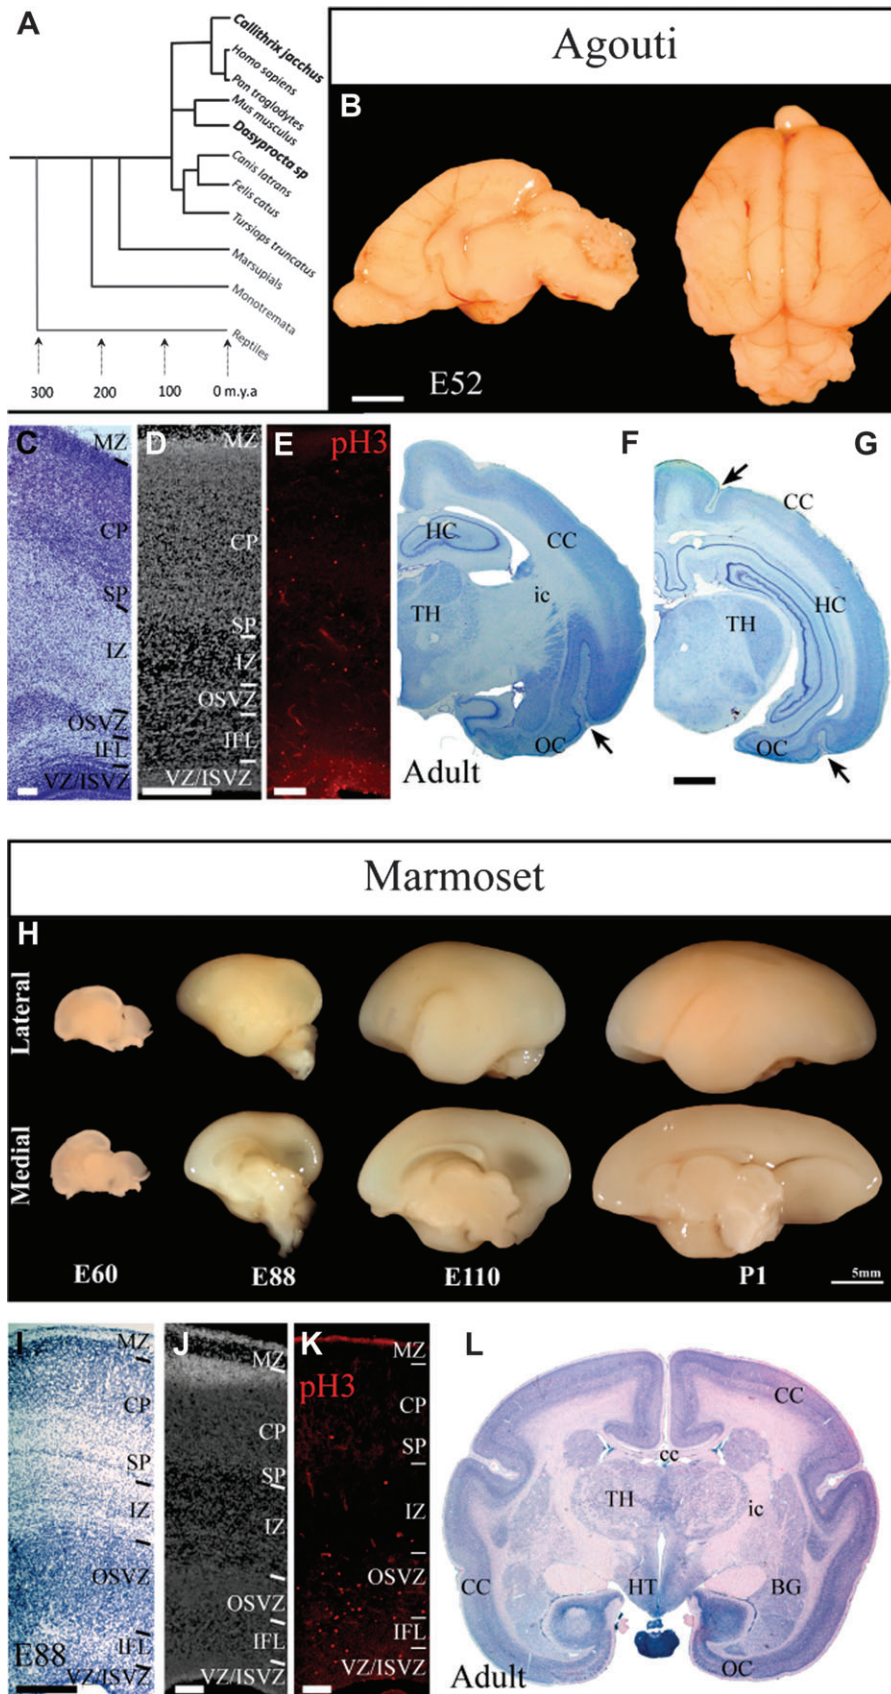 A
Callithrix jacchus
Homo sapiens
Pan troglodytes
Mus musculus
Dasyprocta sp
Canis latrans
Felis catus
Tursiops truncatus
Marsupials
Monotremata
Reptiles
300 200 100 0 m.y.a
Agouti
B
E52
C
MZ
CP
SP
IZ
OSVZ
IFL
VZ/ISVZ
D
MZ
CP
SP
IZ
OSVZ
IFL
VZ/ISVZ
E
pH3
F
HC
CC
ic
TH
OC
Adult
G
CC
HC
TH
OC
Marmoset
H
Lateral
Medial
E60 E88 E110 P1
5mm
I
MZ
CP
SP
IZ
OSVZ
IFL
VZ/ISVZ
E88
J
MZ
CP
SP
IZ
OSVZ
IFL
VZ/ISVZ
K
pH3
MZ
CP
SP
IZ
OSVZ
IFL
VZ/ISVZ
L
CC
cc
TH
ic
HT
CC
BG
OC
Adult